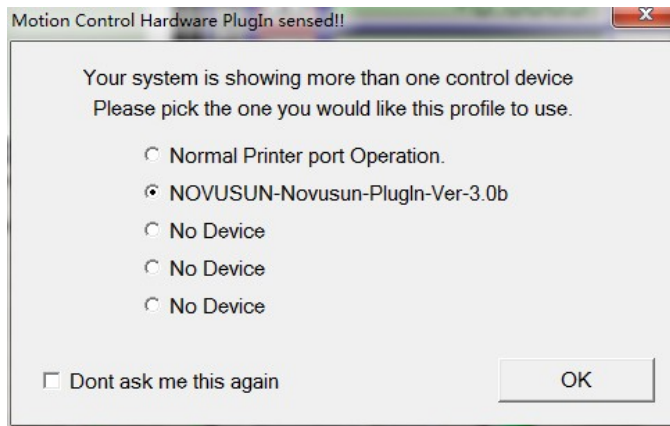 Motion Control Hardware PlugIn sensed!!
Your system is showing more than one control device
Please pick the one you would like this profile to use.
Normal Printer port Operation.
NOVUSUN-Novusun-PlugIn-Ver-3.0b
No Device
No Device
No Device
Dont ask me this again
OK